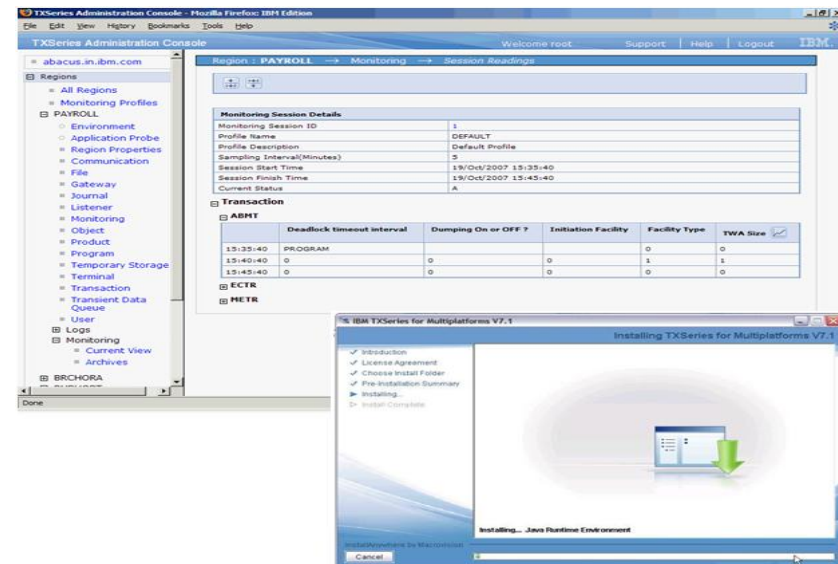 TXSeries Administration Console - Mozilla Firefox: IBM Edition
File Edit View History Bookmarks Tools Help
TXSeries Administration Console
Welcome root Support | Help | Logout IBM.
abacus.in.ibm.com
Regions
All Regions
Monitoring Profiles
PAYROLL
Environment
Application Probe
Region Properties
Communication
File
Gateway
Journal
Listener
Monitoring
Object
Product
Program
Temporary Storage
Terminal
Transaction
Transient Data Queue
User
Logs
Monitoring
Current View
Archives
BRCHORA
Done
Region : PAYROLL → Monitoring → Session Readings
Monitoring Session Details
Monitoring Session ID 1
Profile Name DEFAULT
Profile Description Default Profile
Sampling Interval(Minutes) 5
Session Start Time 19/Oct/2007 15:35:40
Session Finish Time 19/Oct/2007 15:45:40
Current Status A
Transaction
ABMT
Deadlock timeout interval Dumping On or OFF ? Initiation Facility Facility Type TWA Size
15:35:40 PROGRAM 0 0
15:40:40 0 0 0 1 1
15:45:40 0 0 0 0 0
ECTR
METR
IBM TXSeries for Multiplatforms V7.1
Installing TXSeries for Multiplatforms V7.1
Introduction
License Agreement
Choose Install Folder
Pre-Installation Summary
Installing...
Install Complete
Installing... Java Runtime Environment
InstallAnywhere by Macrovision
Cancel